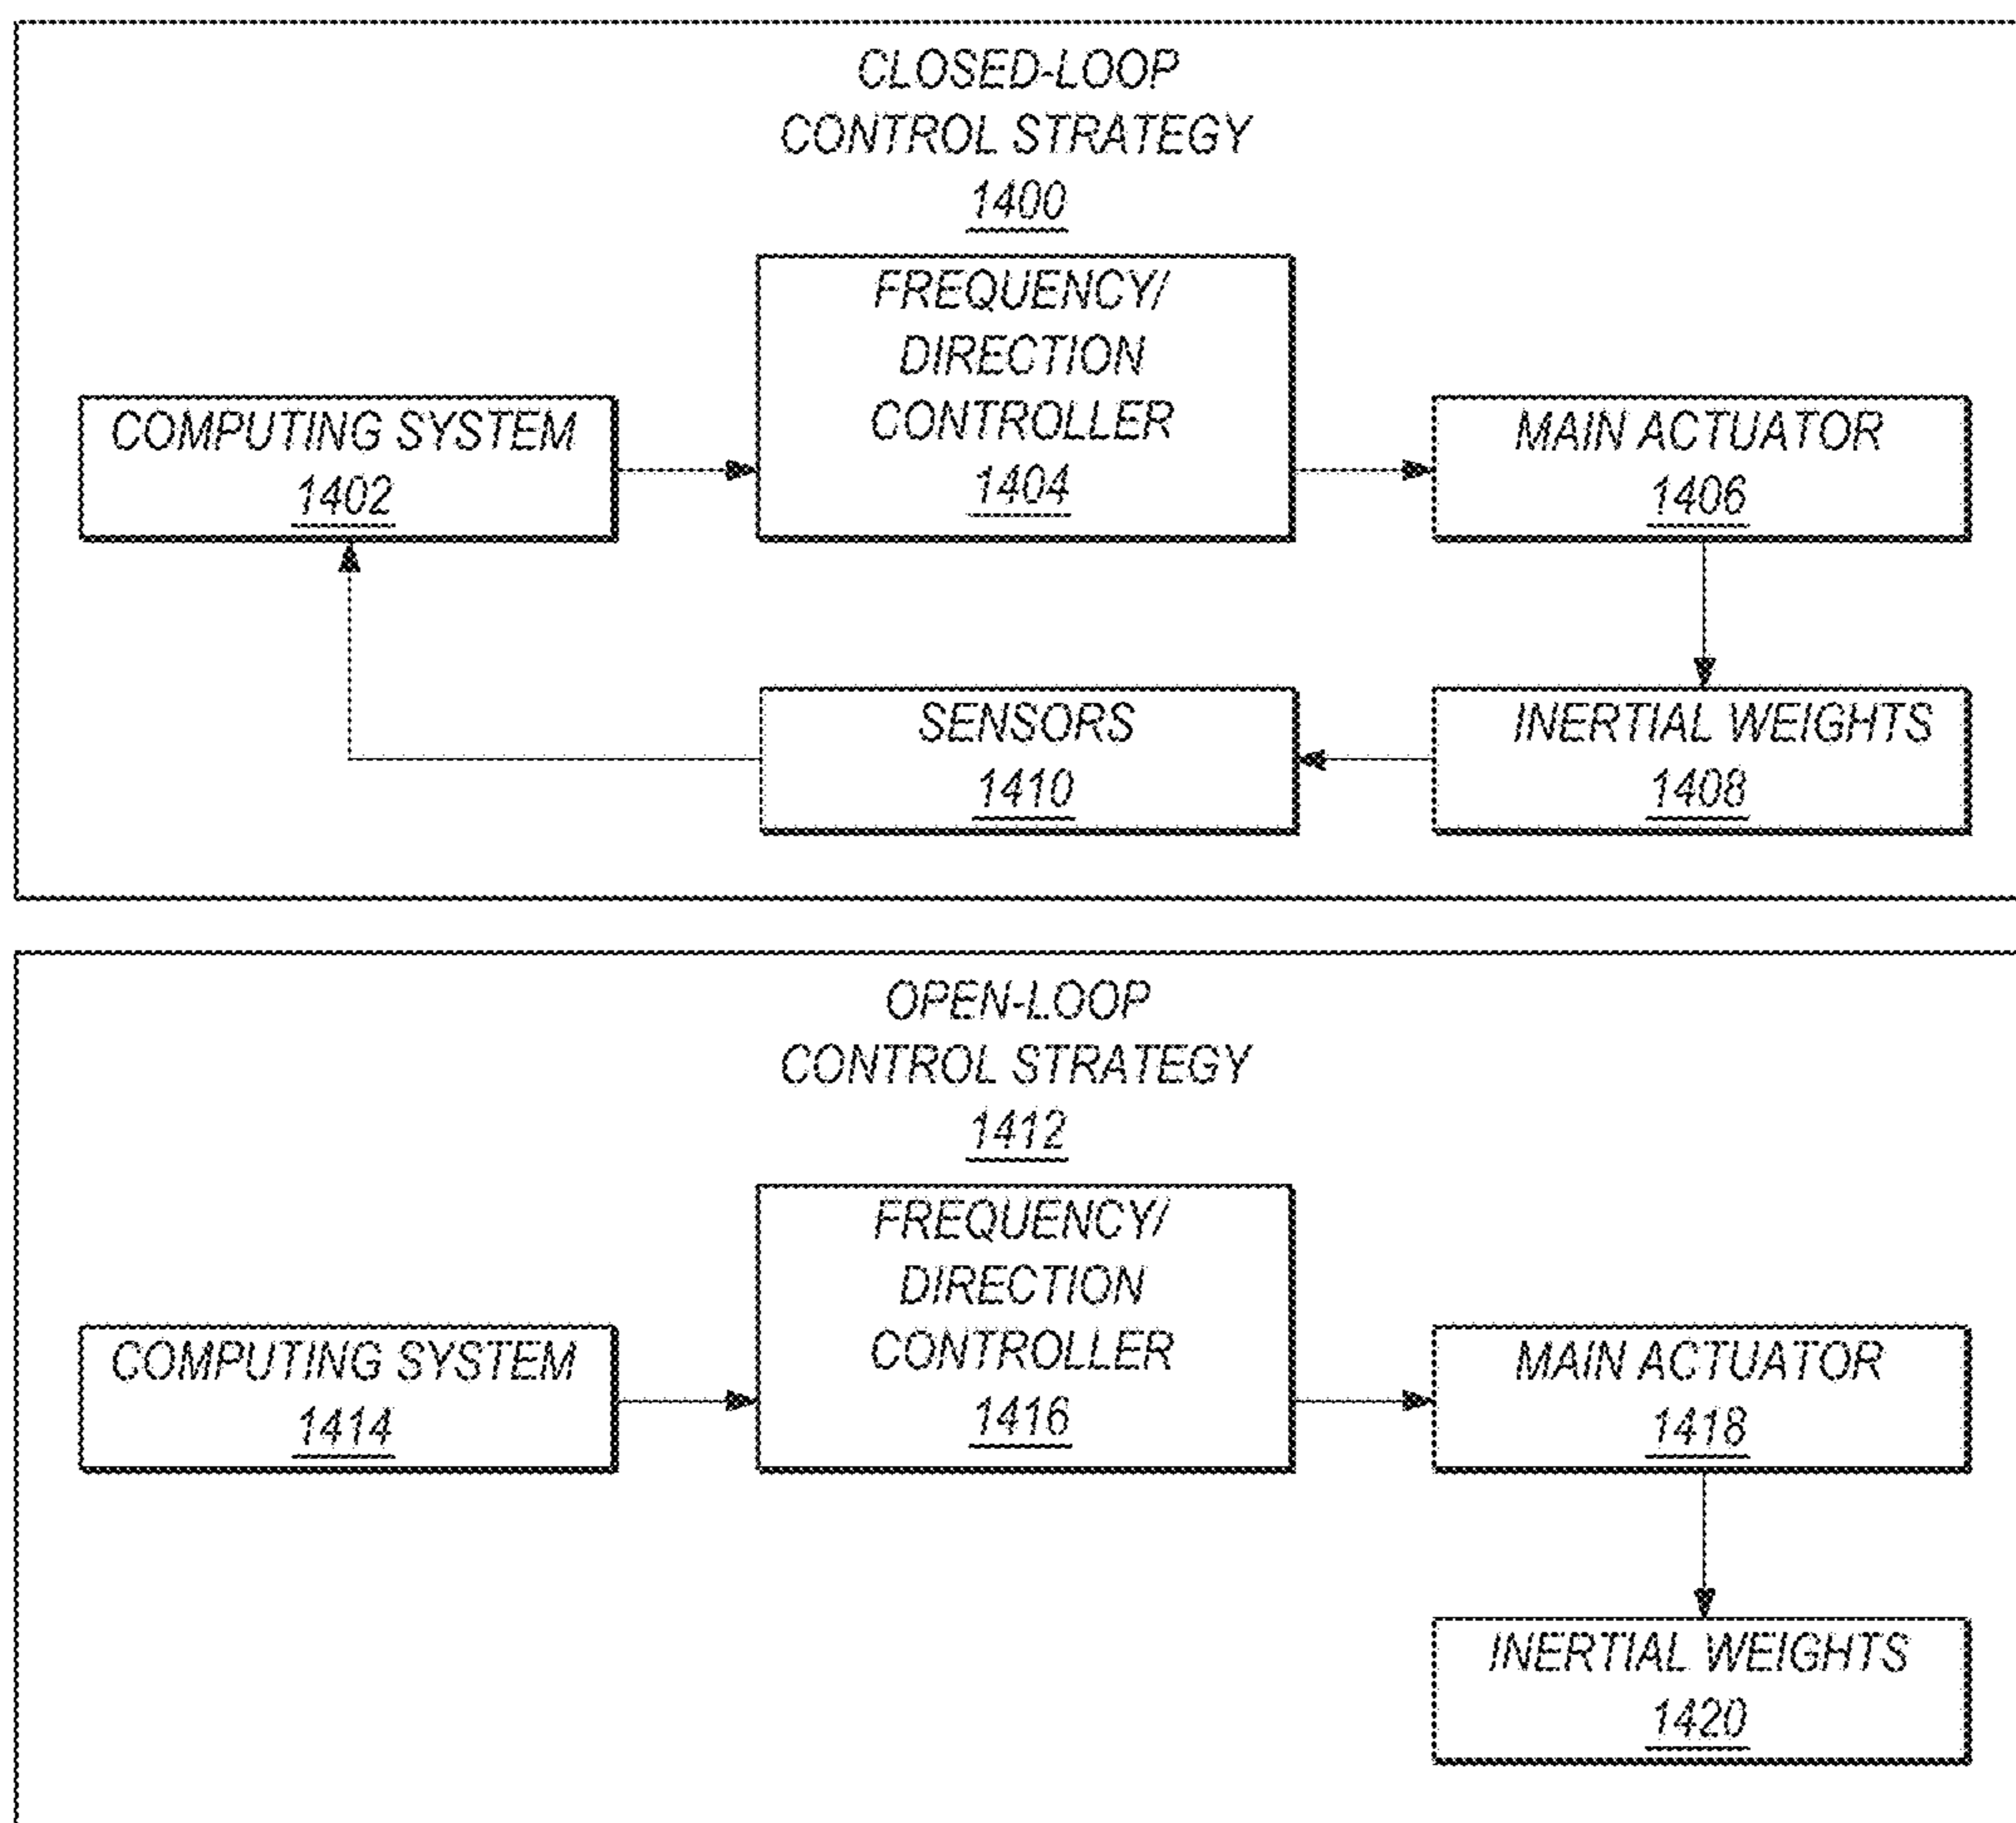 CLOSED-LOOP
CONTROL STRATEGY
1400
FREQUENCY/
DIRECTION
CONTROLLER
1404
COMPUTING SYSTEM
1402
MAIN ACTUATOR
1406
SENSORS
1410
INERTIAL WEIGHTS
1408
OPEN-LOOP
CONTROL STRATEGY
1412
FREQUENCY/
DIRECTION
CONTROLLER
1416
COMPUTING SYSTEM
1414
MAIN ACTUATOR
1418
INERTIAL WEIGHTS
1420